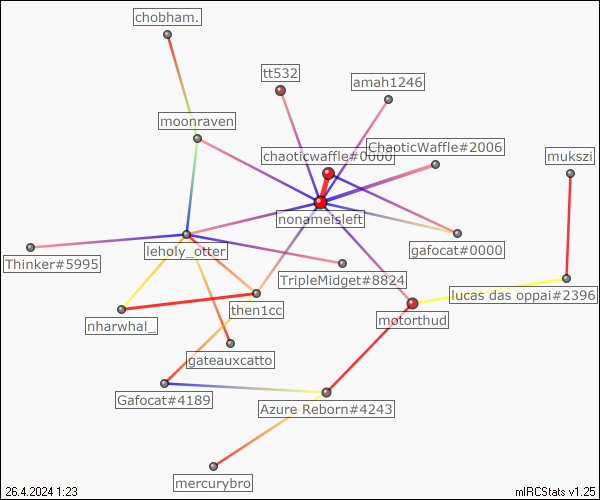 chobham.
tt532
amah1246
moonraven
chaoticwaffle#0000
ChaoticWaffle#2006
mukszi
nonameisleft
leholy_otter
gafocat#0000
Thinker#5995
TripleMidget#8824
lucas das oppai#2396
then1cc
motorthud
nharwhal_
gateauxcatto
Gafocat#4189
Azure Reborn#4243
mercurybro
26.4.2024 1:23
mIRCStats v1.25